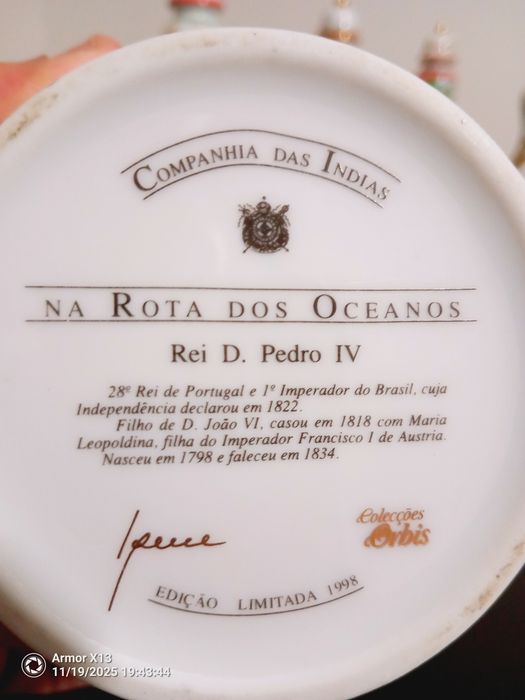 COMPANHIA DAS INDIAS
NA ROTA DOS OCEANOS
Rei D. Pedro IV
28º Rei de Portugal e 1º Imperador do Brasil, cuja
Independência declarou em 1822.
Filho de D. João VI, casou em 1818 com Maria
Leopoldina, filha do Imperador Francisco I de Austria.
Nasceu em 1798 e faleceu em 1834.
Colecções
Orbis
EDIÇÃO LIMITADA 1998
Armor X13
11/19/2025 19:43:44